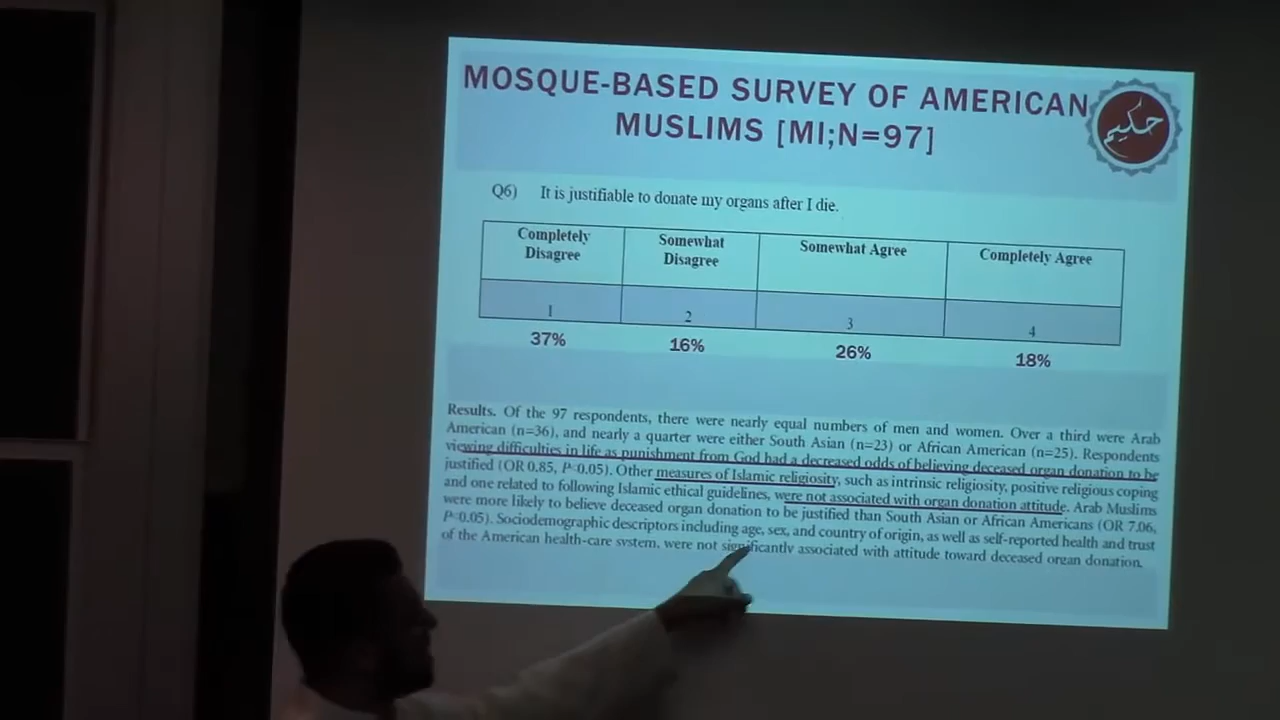 MOSQUE-BASED SURVEY OF AMERICAN
MUSLIMS [MI;N=97]
حكيم
Q6) It is justifiable to donate my organs after I die.
Completely Disagree
Somewhat Disagree
Somewhat Agree
Completely Agree
1 2 3 4
37% 16% 26% 18%
Results. Of the 97 respondents, there were nearly equal numbers of men and women. Over a third were Arab
American (n=36), and nearly a quarter were either South Asian (n=23) or African American (n=25). Respondents
viewing difficulties in life as punishment from God had a decreased odds of believing deceased organ donation to be
justified (OR 0.85, P=0.05). Other measures of Islamic religiosity, such as intrinsic religiosity, positive religious coping
and one related to following Islamic ethical guidelines, were not associated with organ donation attitude. Arab Muslims
were more likely to believe deceased organ donation to be justified than South Asian or African Americans (OR 7.06,
P=0.05). Sociodemographic descriptors including age, sex, and country of origin, as well as self-reported health and trust
of the American health-care system, were not significantly associated with attitude toward deceased organ donation.